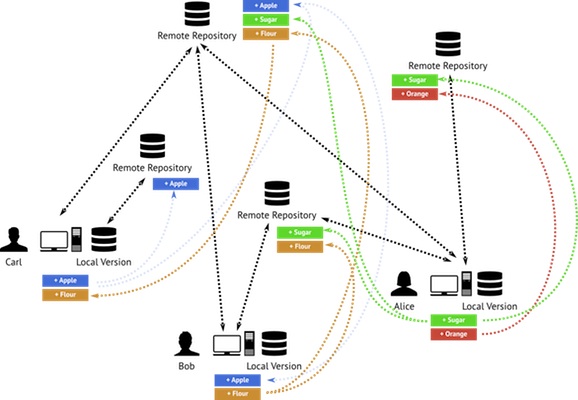 + Apple
+ Sugar
+ Flour
Remote Repository
Remote Repository
+ Sugar
+ Orange
Remote Repository
+ Apple
Remote Repository
+ Sugar
+ Flour
Carl
Local Version
+ Apple
+ Flour
Alice
Local Version
+ Sugar
+ Orange
Bob
Local Version
+ Apple
+ Flour